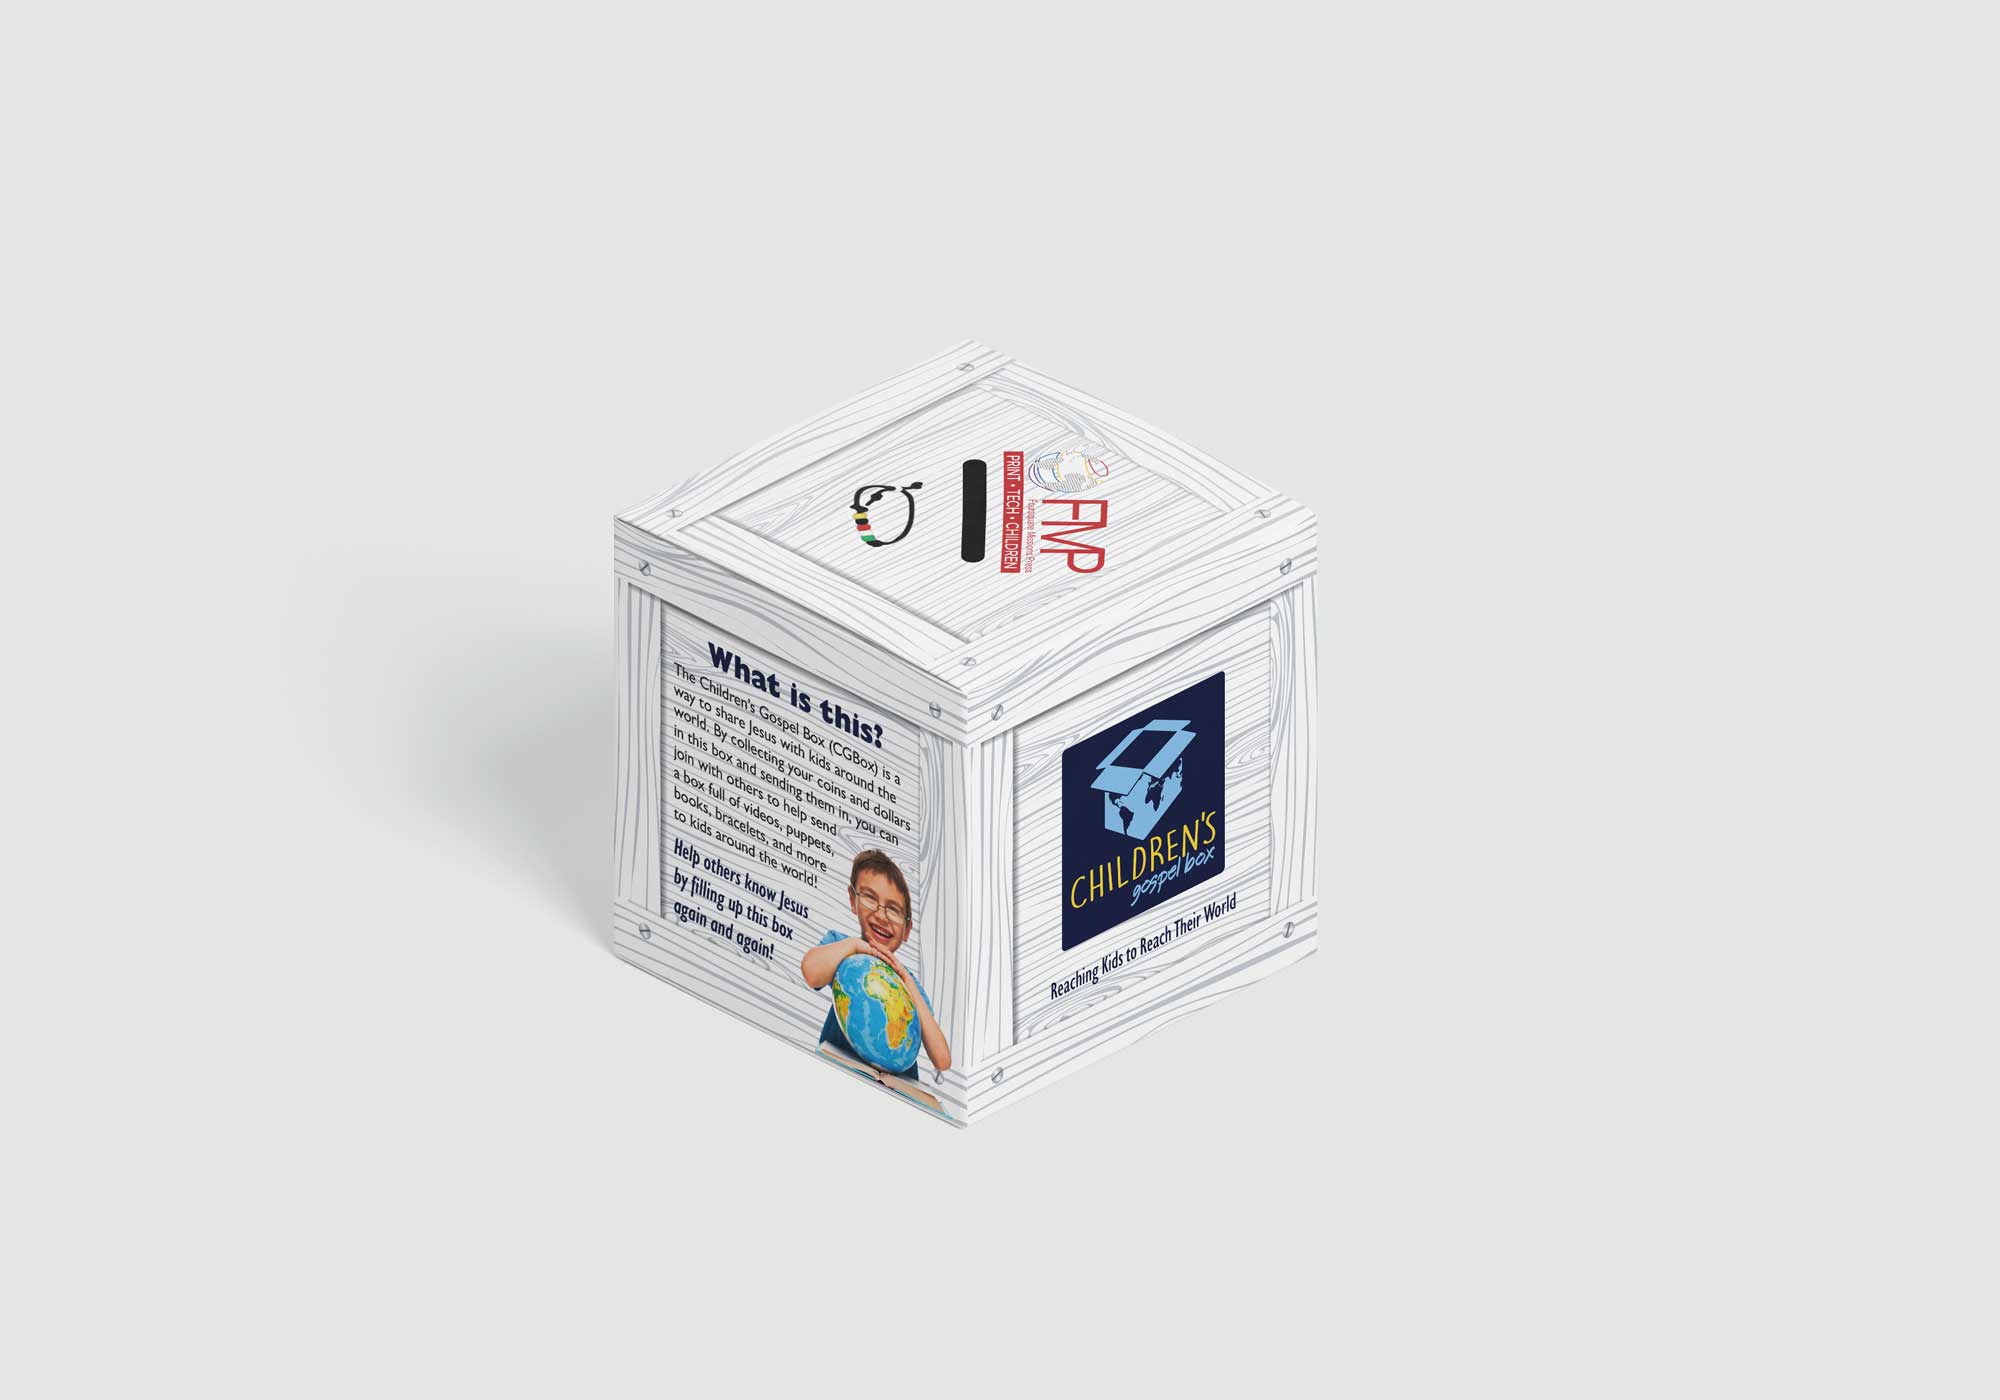 FMP
Foursquare Missions Press
PRINT • TECH • CHILDREN
What is this?
The Children's Gospel Box (CGBox) is a
way to share Jesus with kids around the
world. By collecting your coins and dollars
in this box and sending them in, you can
join with others to help send
a box full of videos, puppets,
books, bracelets, and more
to kids around the world!
Help others know Jesus
by filling up this box
again and again!
CHILDREN'S
gospel box
Reaching Kids to Reach Their World